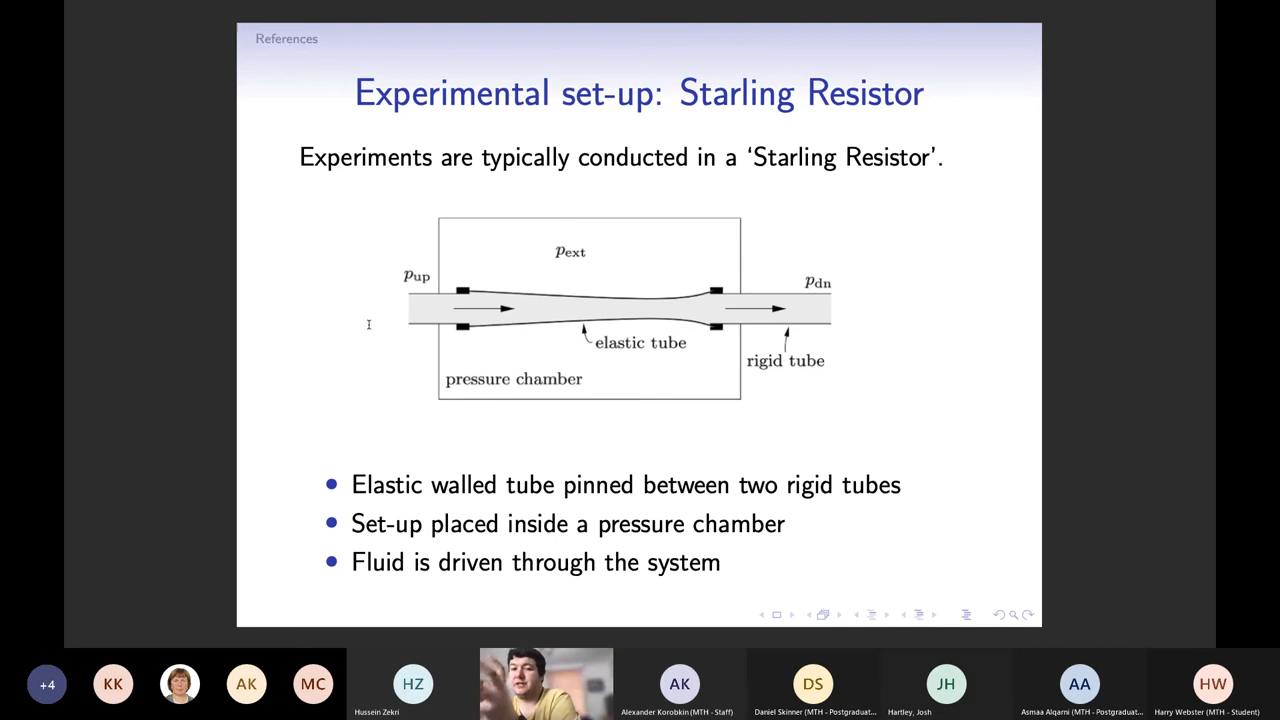 References
Experimental set-up: Starling Resistor
Experiments are typically conducted in a ‘Starling Resistor’.
pext
pup
pdn
elastic tube
rigid tube
pressure chamber
• Elastic walled tube pinned between two rigid tubes
• Set-up placed inside a pressure chamber
• Fluid is driven through the system
+4
KK
AK
MC
HZ
AK
DS
JH
AA
HW
Hussein Zekri
Alexander Korobkin (MTH - Staff)
Daniel Skinner (MTH - Postgraduat...
Hartley, Josh
Asmaa Alqarni (MTH - Postgraduat...
Harry Webster (MTH - Student)